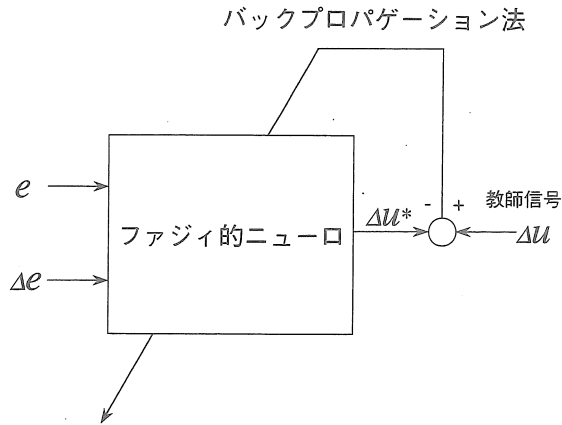 バックプロパゲーション法
e
Δe
ファジィ的ニューロ
Δu*
- +
教師信号
Δu